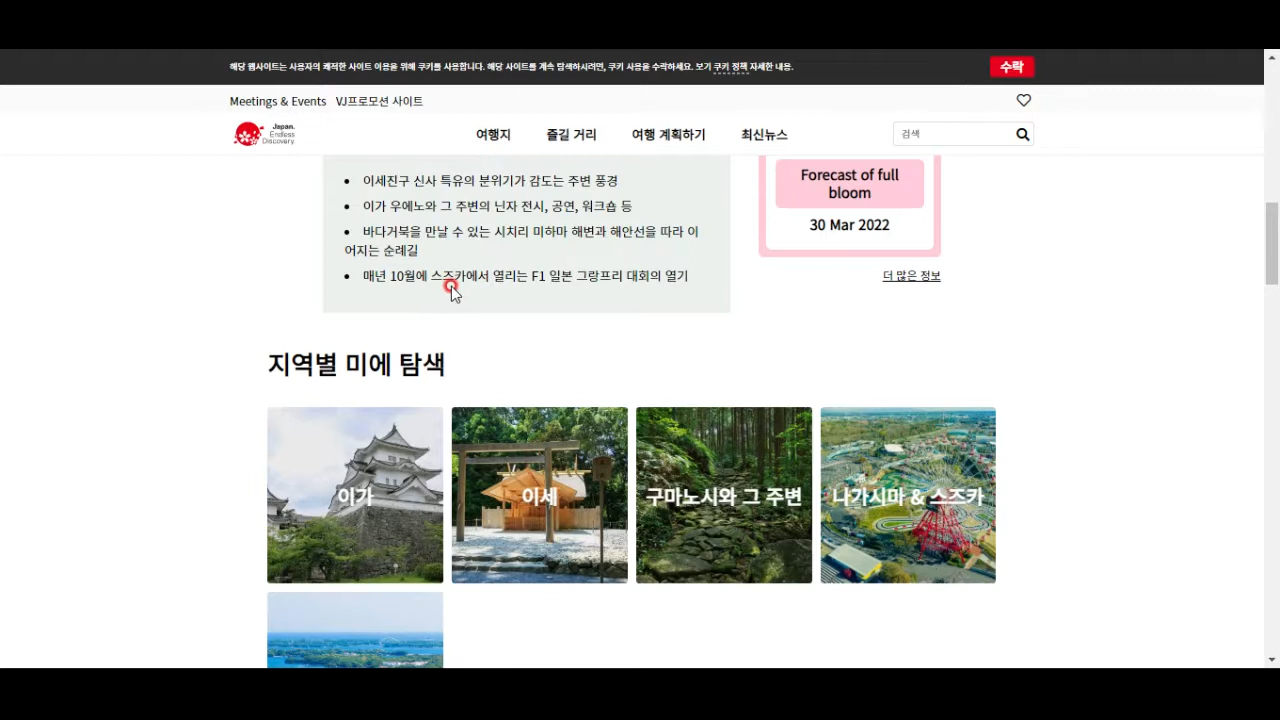 해당 웹사이트는 사용자의 쾌적한 사이트 이용을 위해 쿠키를 사용합니다. 해당 사이트를 계속 탐색하시려면, 쿠키 사용을 수락하세요. 보기 쿠키 정책 자세한 내용.
수락
Meetings & Events VJ프로모션 사이트
Japan.
Endless
Discovery.
여행지 즐길 거리 여행 계획하기 최신뉴스
검색
• 이세진구 신사 특유의 분위기가 감도는 주변 풍경
• 이가 우에노와 그 주변의 닌자 전시, 공연, 워크숍 등
• 바다거북을 만날 수 있는 시치리 미하마 해변과 해안선을 따라 이
어지는 순례길
• 매년 10월에 스즈카에서 열리는 F1 일본 그랑프리 대회의 열기
Forecast of full
bloom
30 Mar 2022
더 많은 정보
지역별 미에 탐색
이가
이세
구마노시와 그 주변
나가시마 & 스즈카